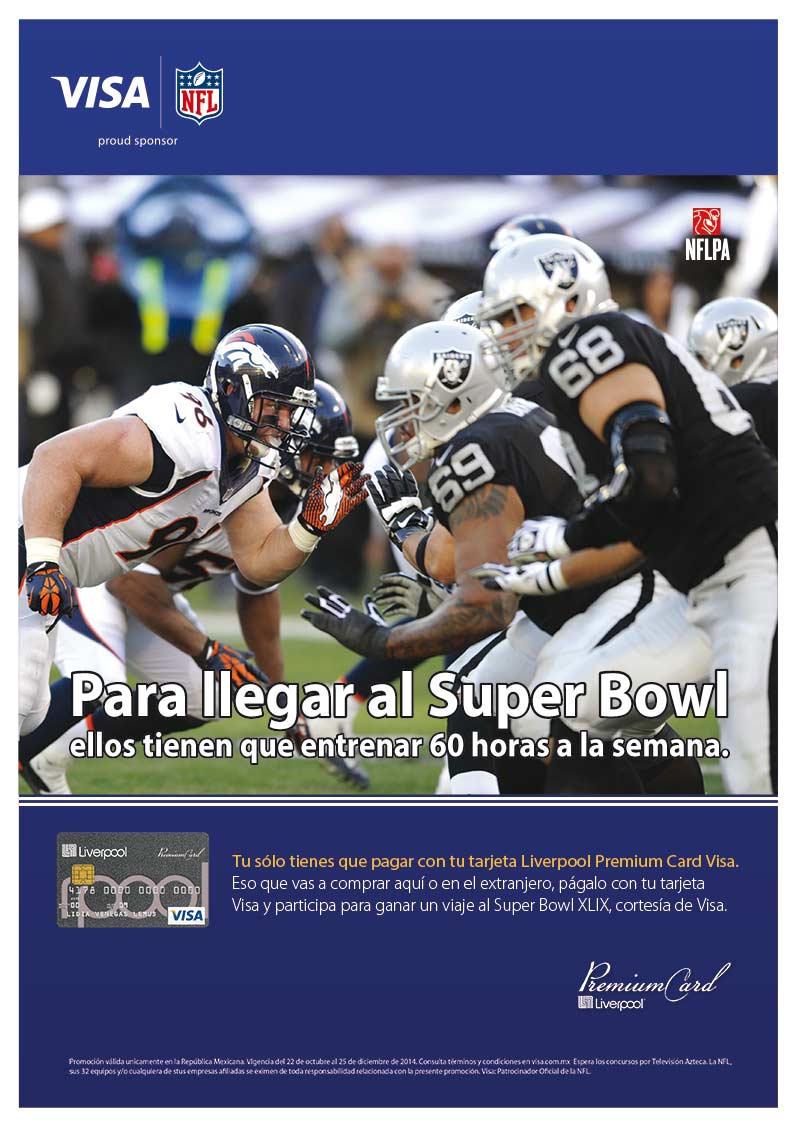 VISA
NFL
proud sponsor
NFLPA
RAIDERS
96
68
69
Para llegar al Super Bowl
ellos tienen que entrenar 60 horas a la semana.
Liverpool PremiumCard
4178 0000 0000 0000
LIDIA VENEGAS LEMUS
VISA
Tu sólo tienes que pagar con tu tarjeta Liverpool Premium Card Visa.
Eso que vas a comprar aquí o en el extranjero, págalo con tu tarjeta
Visa y participa para ganar un viaje al Super Bowl XLIX, cortesía de Visa.
PremiumCard
Liverpool
Promoción válida unicamente en la República Mexicana. Vigencia del 22 de octubre al 25 de diciembre de 2014. Consulta términos y condiciones en visa.com.mx Espera los concursos por Televisión Azteca. La NFL,
sus 32 equipos y/o cualquiera de stus empresas afiliadas se eximen de toda responsabilidad relacionada con la presente promoción. Visa: Patrocinador Oficial de la NFL.